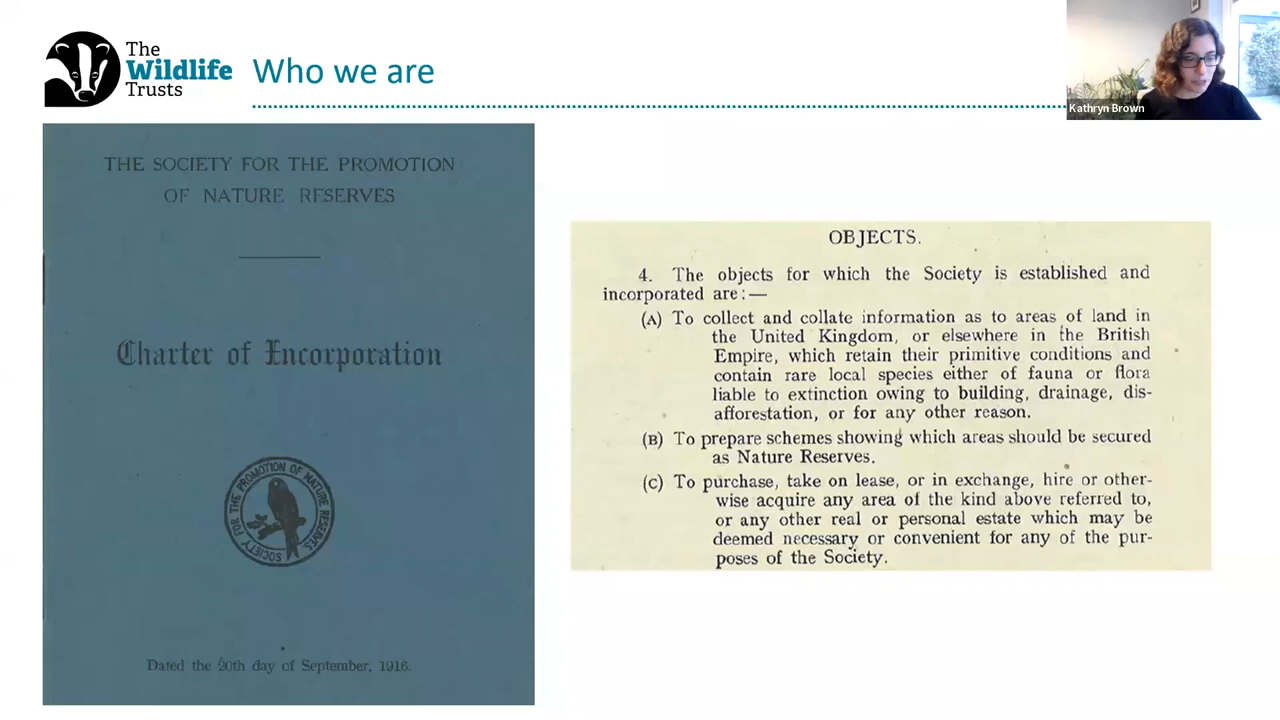 The
Wildlife
Trusts
Who we are
Kathryn Brown
THE SOCIETY FOR THE PROMOTION
OF NATURE RESERVES
Charter of Incorporation
SOCIETY FOR THE PROMOTION OF NATURE RESERVES.
Dated the 20th day of September, 1916.
OBJECTS.
4. The objects for which the Society is established and
incorporated are:—
(A) To collect and collate information as to areas of land in
the United Kingdom, or elsewhere in the British
Empire, which retain their primitive conditions and
contain rare local species either of fauna or flora
liable to extinction owing to building, drainage, dis-
afforestation, or for any other reason.
(B) To prepare schemes showing which areas should be secured
as Nature Reserves.
(C) To purchase, take on lease, or in exchange, hire or other-
wise acquire any area of the kind above referred to,
or any other real or personal estate which may be
deemed necessary or convenient for any of the pur-
poses of the Society.